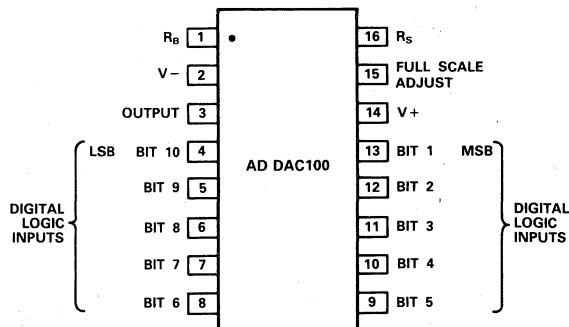 R_B 1
V− 2
OUTPUT 3
LSB BIT 10 4
BIT 9 5
BIT 8 6
BIT 7 7
BIT 6 8
DIGITAL
LOGIC
INPUTS
AD DAC100
16 R_S
15 FULL SCALE
ADJUST
14 V+
13 BIT 1 MSB
12 BIT 2
11 BIT 3
10 BIT 4
9 BIT 5
DIGITAL
LOGIC
INPUTS